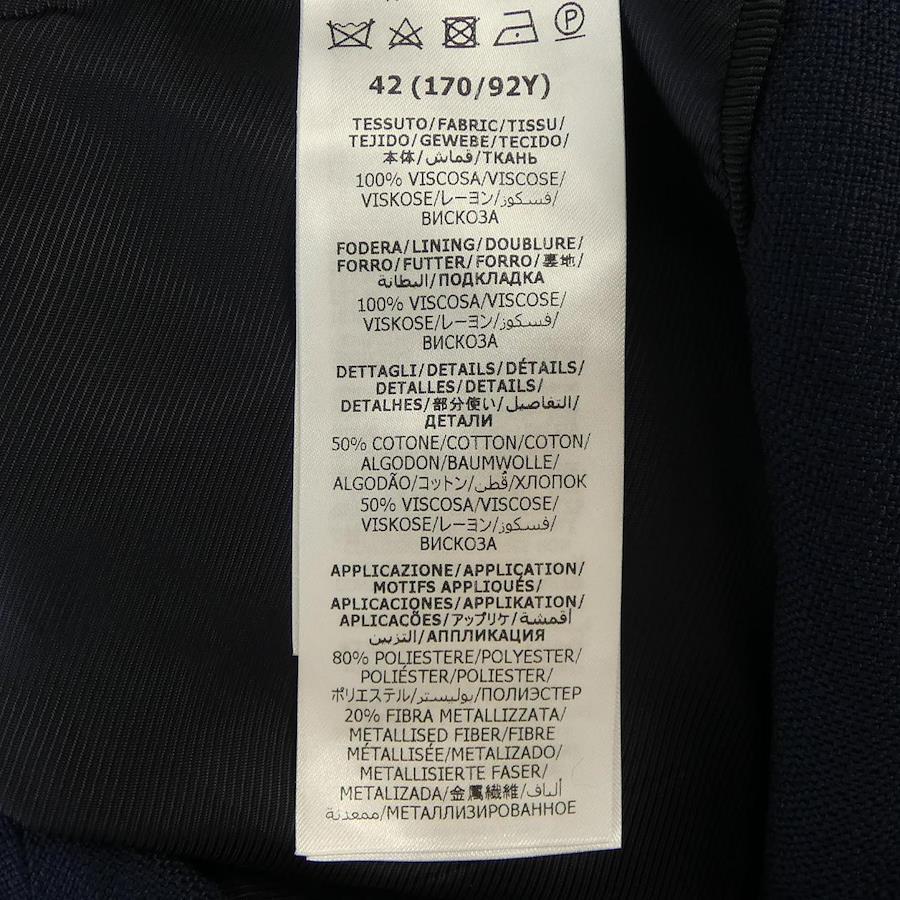 P
42 (170/92Y)
TESSUTO/FABRIC/TISSU/
TEJIDO/GEWEBE/TECIDO/
本体/قماش/ТКАНЬ
100% VISCOSA/VISCOSE/
VISKOSE/レーヨン/فسكوز/
ВИСКОЗА
FODERA/LINING/DOUBLURE/
FORRO/FUTTER/FORRO/裏地/
البطانة/ПОДКЛАДКА
100% VISCOSA/VISCOSE/
VISKOSE/レーヨン/فسكوز/
ВИСКОЗА
DETTAGLI/DETAILS/DÉTAILS/
DETALLES/DETAILS/
DETALHES/部分使い/التفاصيل/
ДЕТАЛИ
50% COTONE/COTTON/COTON/
ALGODON/BAUMWOLLE/
ALGODÃO/コットン/قُطن/ХЛОПОК
50% VISCOSA/VISCOSE/
VISKOSE/レーヨン/فسكوز/
ВИСКОЗА
APPLICAZIONE/APPLICATION/
MOTIFS APPLIQUÉS/
APLICACIONES/APPLIKATION/
APLICACÕES/アップリケ/أقمشة
التزيين/АППЛИКАЦИЯ
80% POLIESTERE/POLYESTER/
POLIÉSTER/POLIESTER/
ポリエステル/بوليستر/ПОЛИЭСТЕР
20% FIBRA METALLIZZATA/
METALLISED FIBER/FIBRE
MÉTALLISÉE/METALIZADO/
METALLISIERTE FASER/
METALIZADA/金属繊維/ألياف
ممعدنة/МЕТАЛЛИЗИРОВАННОЕ